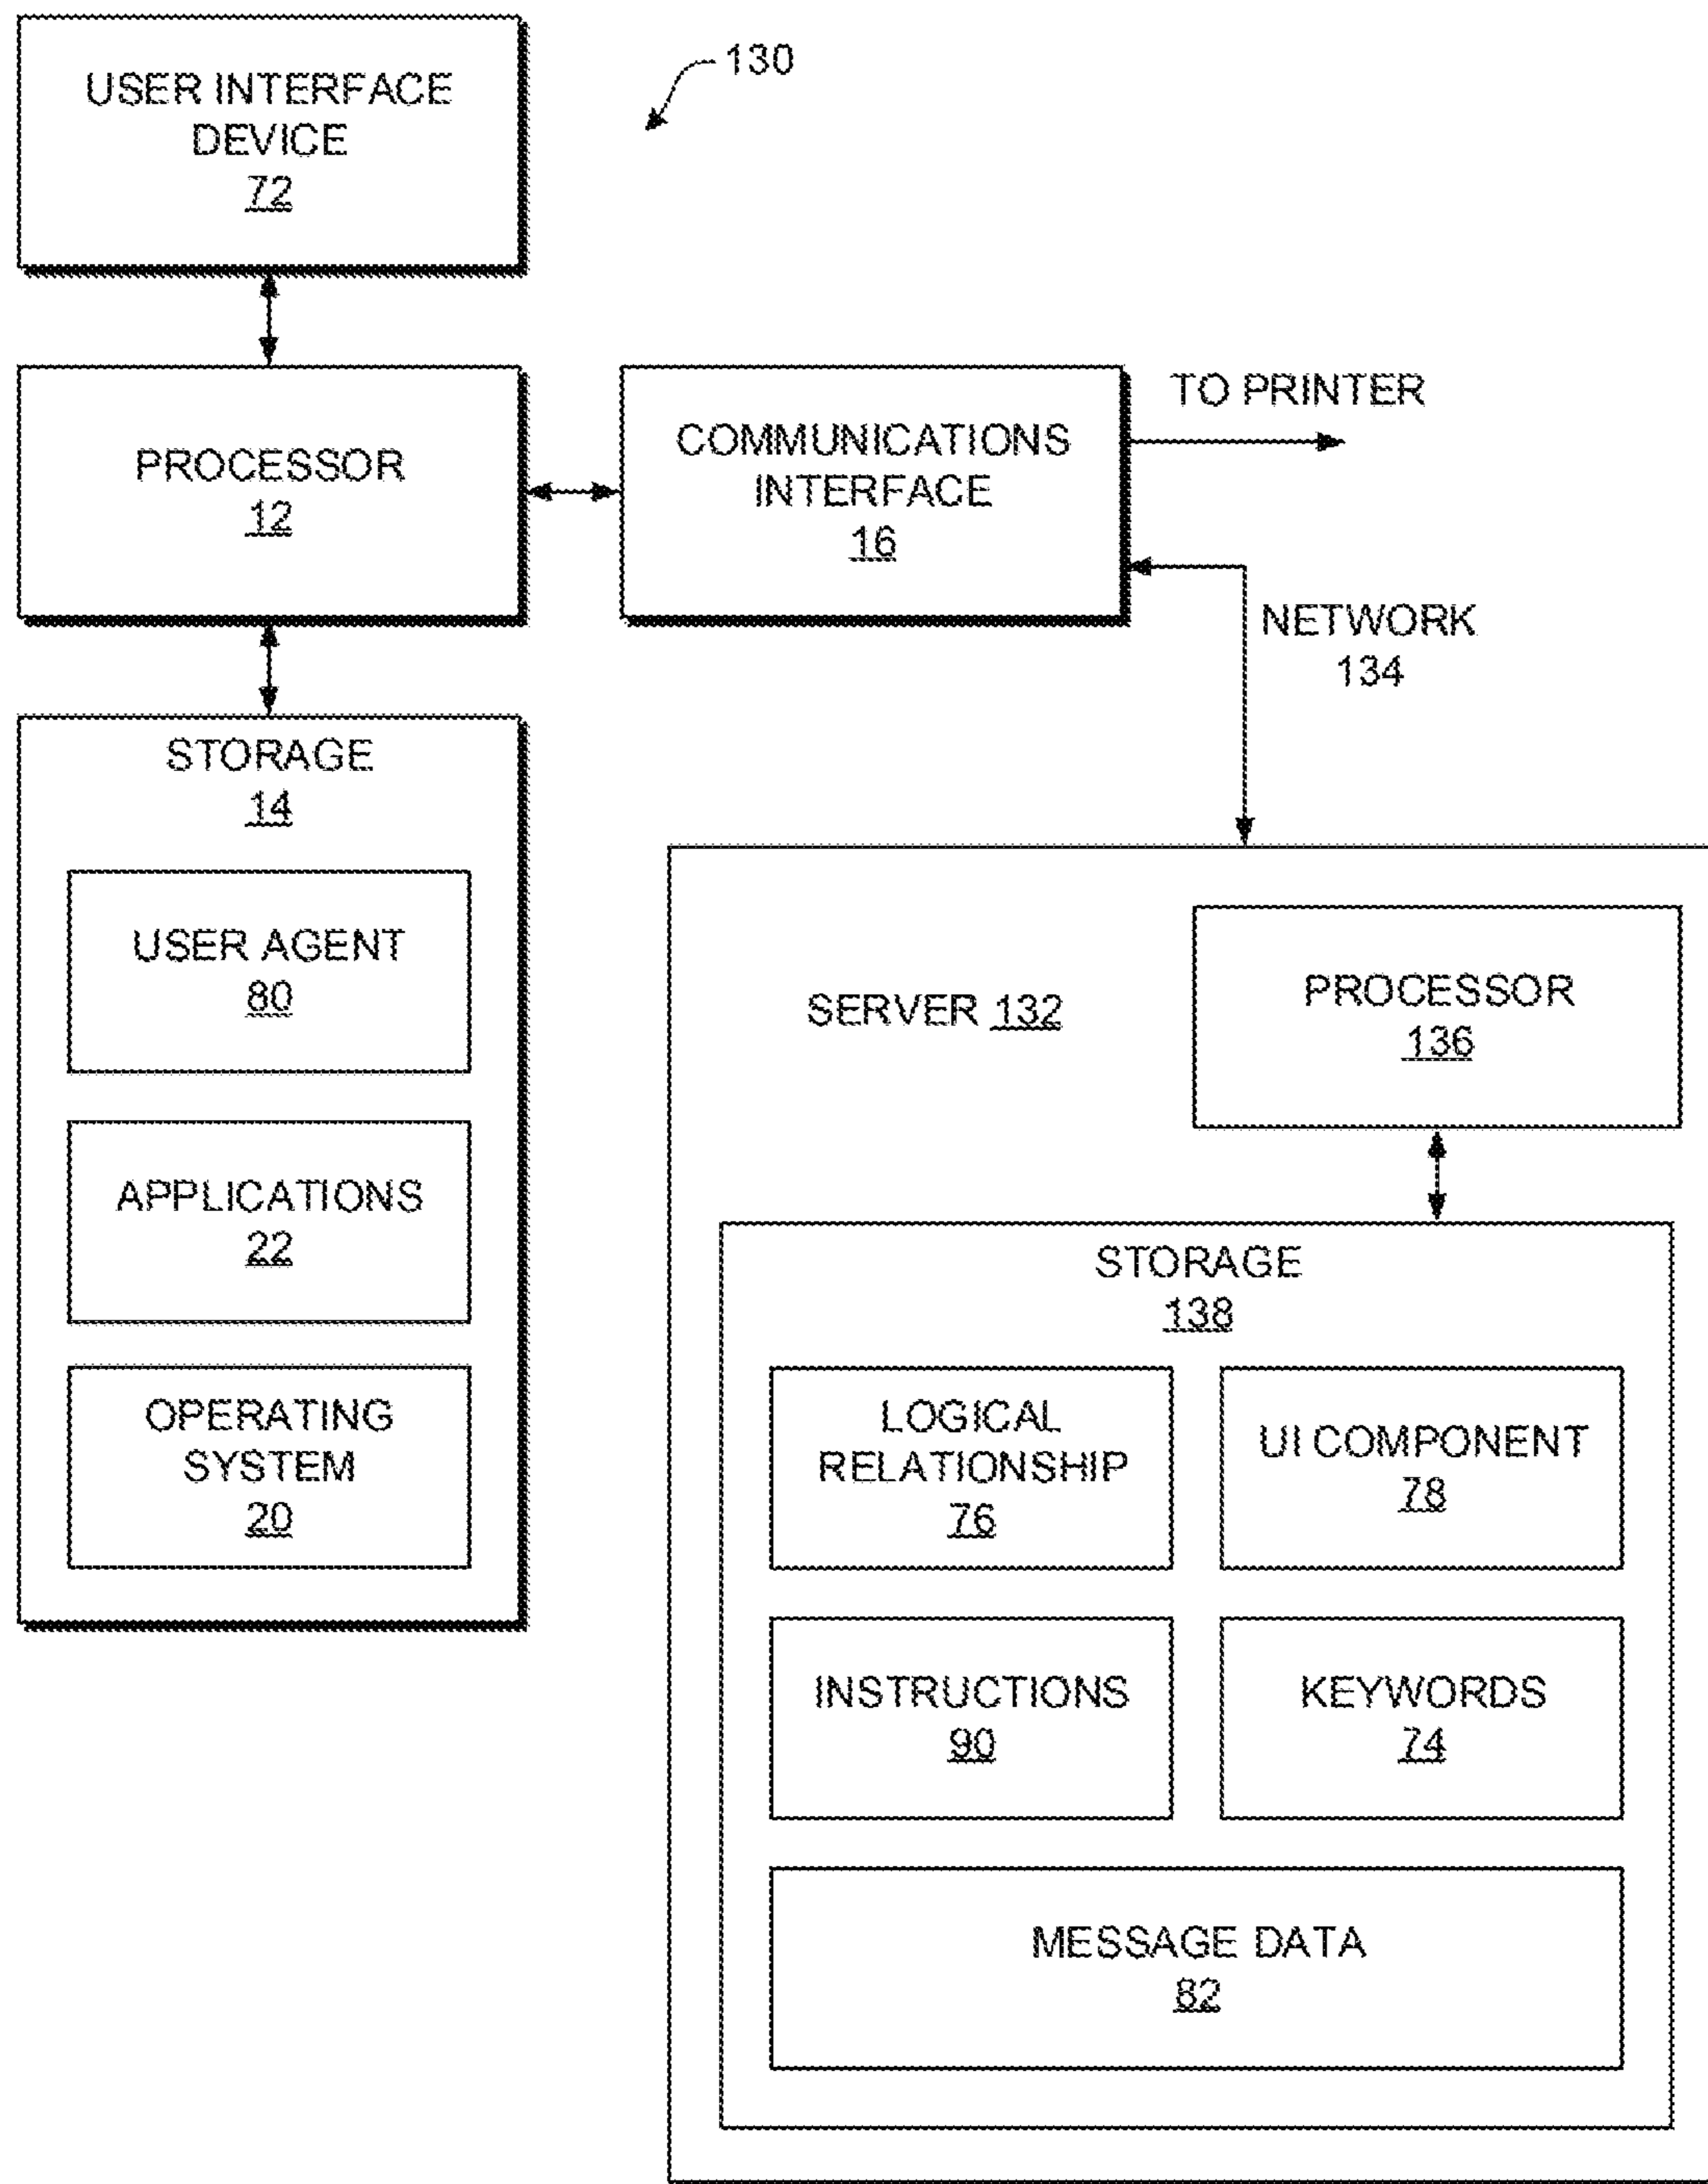 USER INTERFACE
DEVICE
72
130
PROCESSOR
12
COMMUNICATIONS
INTERFACE
16
TO PRINTER
NETWORK
134
STORAGE
14
USER AGENT
80
APPLICATIONS
22
OPERATING
SYSTEM
20
SERVER 132
PROCESSOR
136
STORAGE
138
LOGICAL
RELATIONSHIP
76
UI COMPONENT
78
INSTRUCTIONS
90
KEYWORDS
74
MESSAGE DATA
82